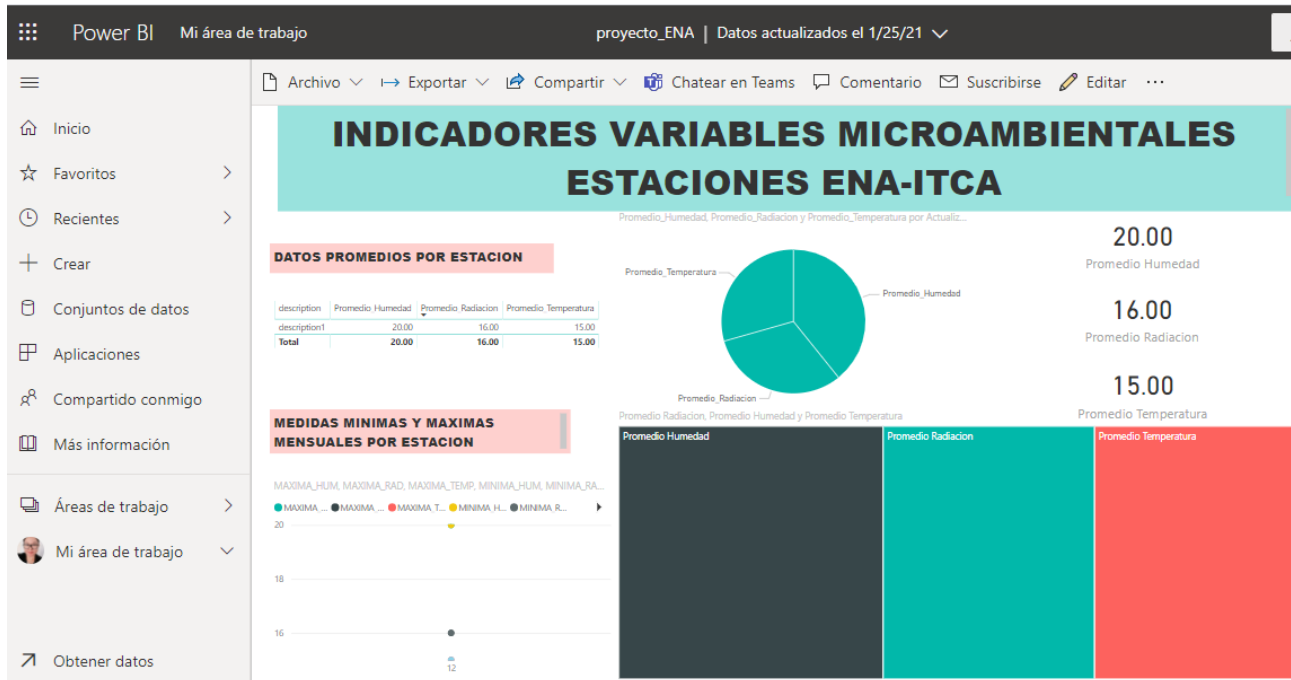 Power BI Mi área de trabajo proyecto_ENA | Datos actualizados el 1/25/21
Archivo Exportar Compartir Chatear en Teams Comentario Suscribirse Editar ...
Inicio
Favoritos
Recientes
Crear
Conjuntos de datos
Aplicaciones
Compartido conmigo
Más información
Áreas de trabajo
Mi área de trabajo
Obtener datos
INDICADORES VARIABLES MICROAMBIENTALES
ESTACIONES ENA-ITCA
DATOS PROMEDIOS POR ESTACION
description Promedio Humedad Promedio Radiacion Promedio Temperatura
description1 20.00 16.00 15.00
Total 20.00 16.00 15.00
Promedio_Humedad, Promedio_Radiacion y Promedio_Temperatura por Actualiz...
Promedio_Temperatura
Promedio_Humedad
Promedio_Radiacion
20.00
Promedio Humedad
16.00
Promedio Radiacion
15.00
Promedio Temperatura
MEDIDAS MINIMAS Y MAXIMAS
MENSUALES POR ESTACION
MAXIMA_HUM, MAXIMA_RAD, MAXIMA_TEMP, MINIMA_HUM, MINIMA_RA...
MAXIMA_... MAXIMA_... MAXIMA_T... MINIMA_H... MINIMA_R...
20
18
16
12
Promedio Radiacion, Promedio Humedad y Promedio Temperatura
Promedio Humedad
Promedio Radiacion
Promedio Temperatura